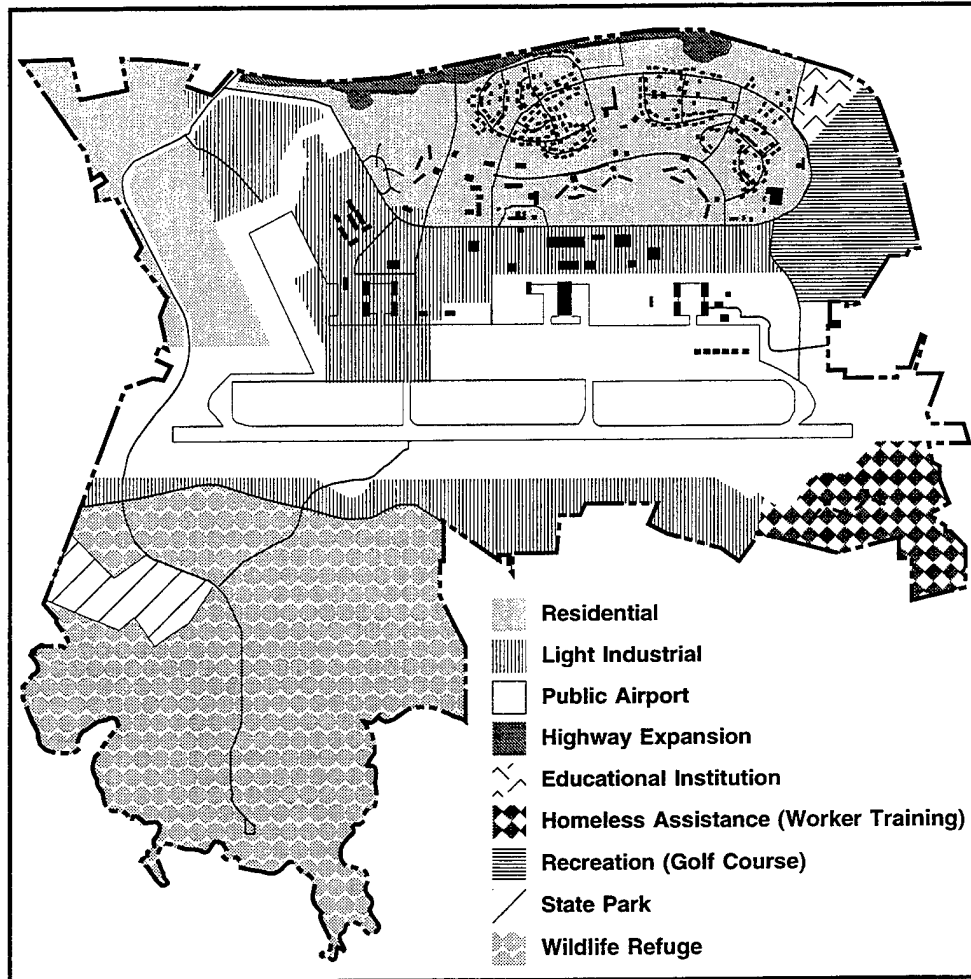 Residential
Light Industrial
Public Airport
Highway Expansion
Educational Institution
Homeless Assistance (Worker Training)
Recreation (Golf Course)
State Park
Wildlife Refuge